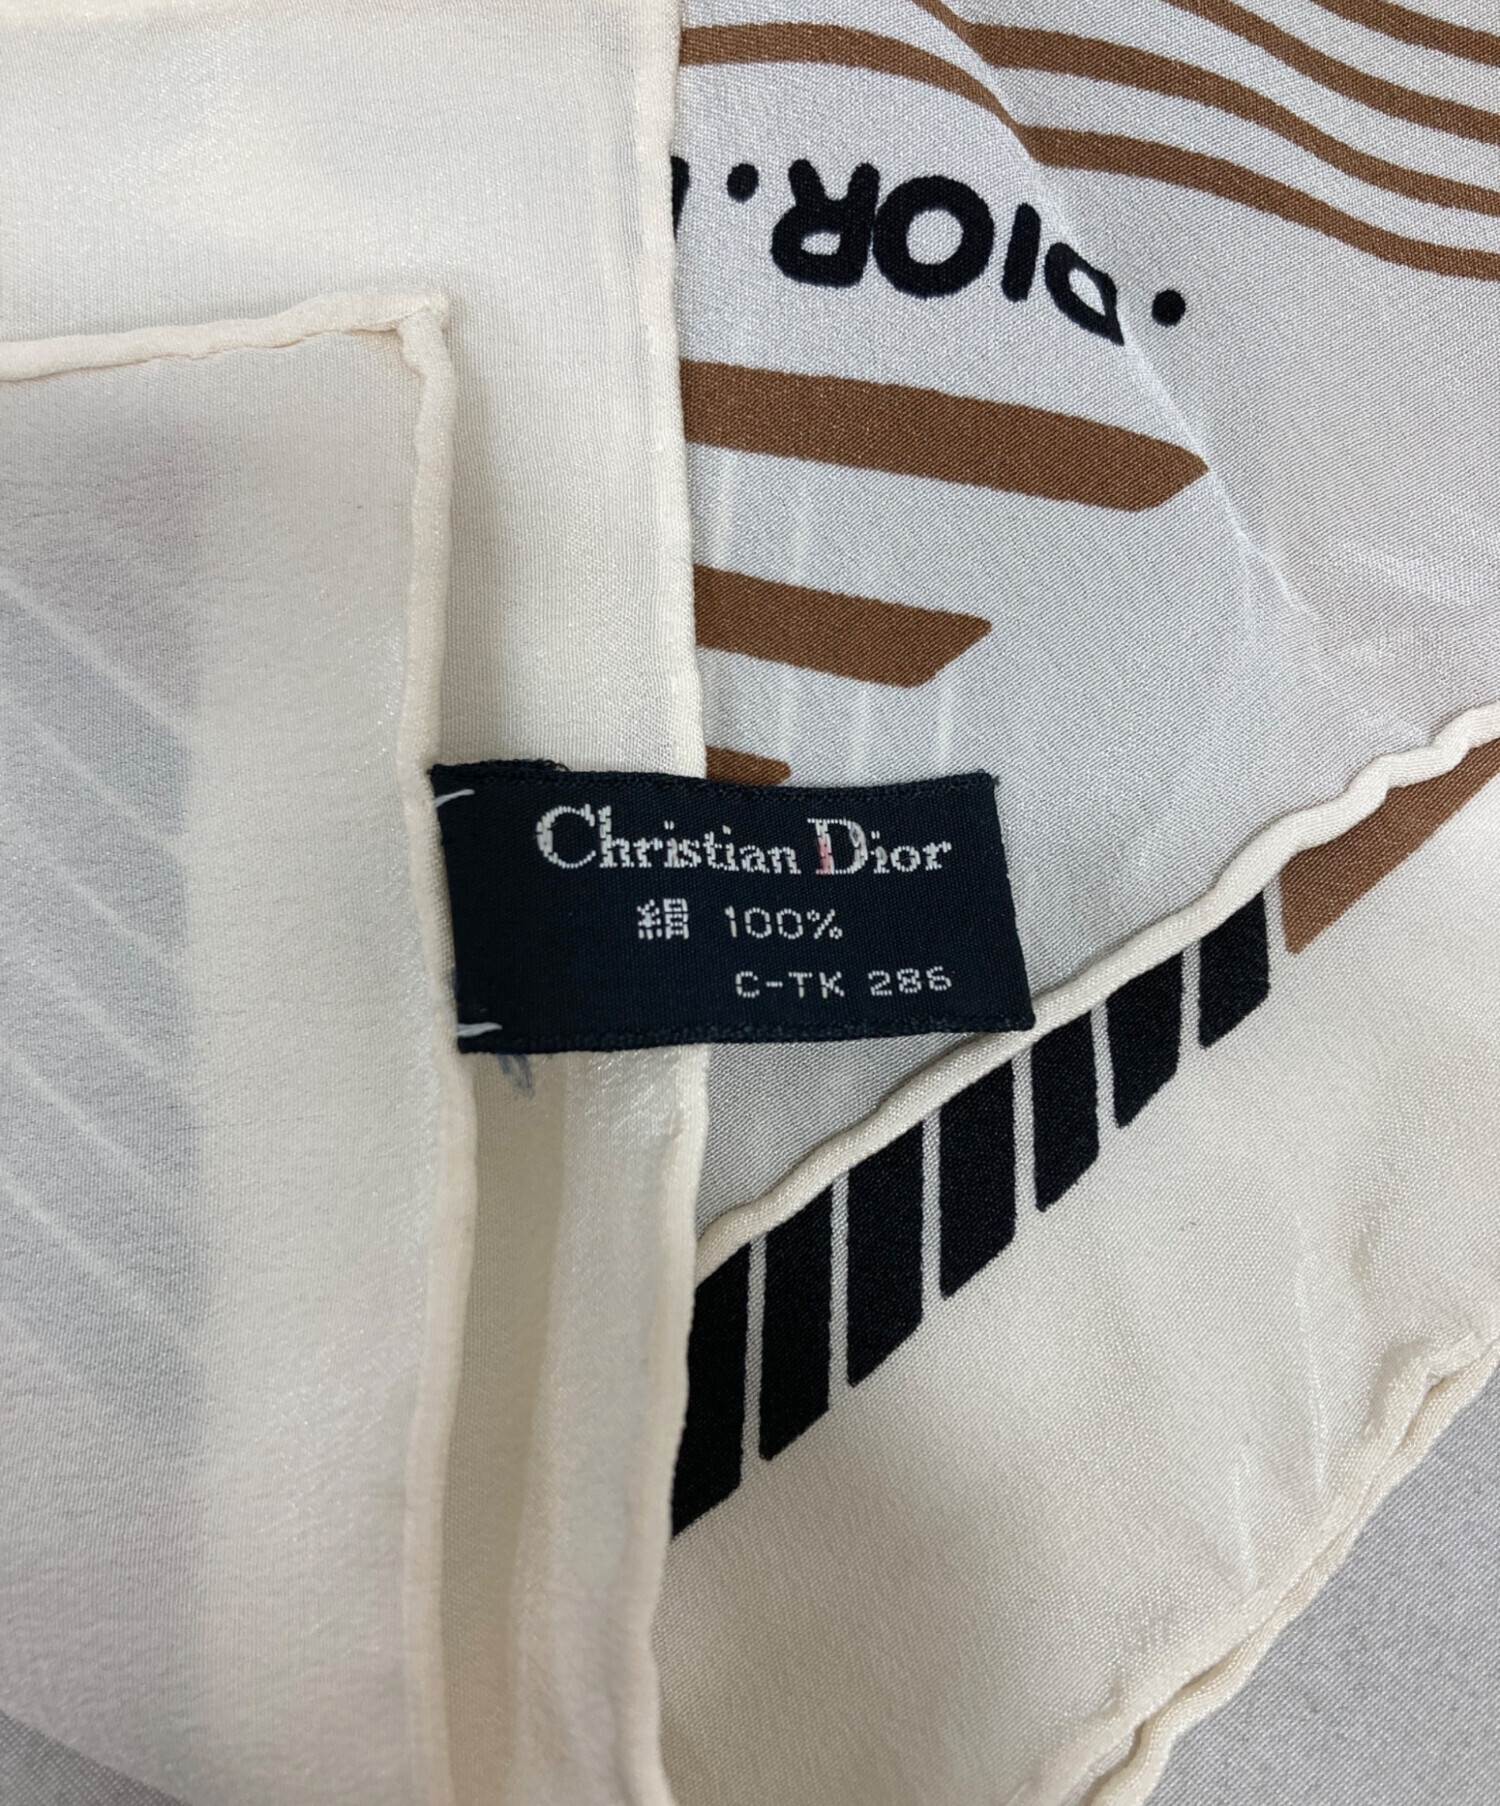 . DIOR .
Christian Dior
絹 100%
C-TK 286